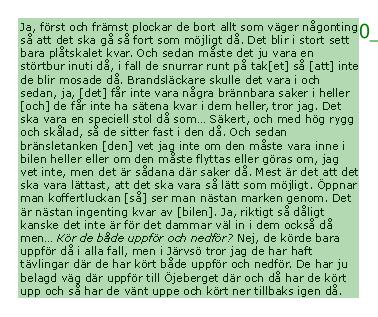 Ja, först och främst plockar de bort allt som väger någonting
så att det ska gå så fort som möjligt då. Det blir i stort sett
bara plåtskalet kvar. Och sedan måste det ju vara en
störtbur inuti då, i fall de snurrar runt på tak[et] så [att] inte
de blir mosade då. Brandsläckare skulle det vara i och
sedan, ja, [det] får inte vara några brännbara saker i heller
[och] de får inte ha sätena kvar i dem heller, tror jag. Det
ska vara en speciell stol då som... Säkert, och med hög rygg
och skålad, så de sitter fast i den då. Och sedan
bränsletanken [den] vet jag inte om den måste vara inne i
bilen heller eller om den måste flyttas eller göras om, jag
vet inte, men det är sådana där saker då. Mest är det att det
ska vara lättast, att det ska vara så lätt som möjligt. Öppnar
man koffertluckan [så] ser man nästan marken genom. Det
är nästan ingenting kvar av [bilen]. Ja, riktigt så dåligt
kanske det inte är för det dammar väl in i dem också då
men... Kör de både uppför och nedför? Nej, de körde bara
uppför då i alla fall, men i Järvsö tror jag de har haft
tävlingar där de har kört både uppför och nedför. De har ju
belagd väg där uppför till Öjeberget där och då har de kört
upp och så har de vänt uppe och kört ner tillbaks igen då.
0_